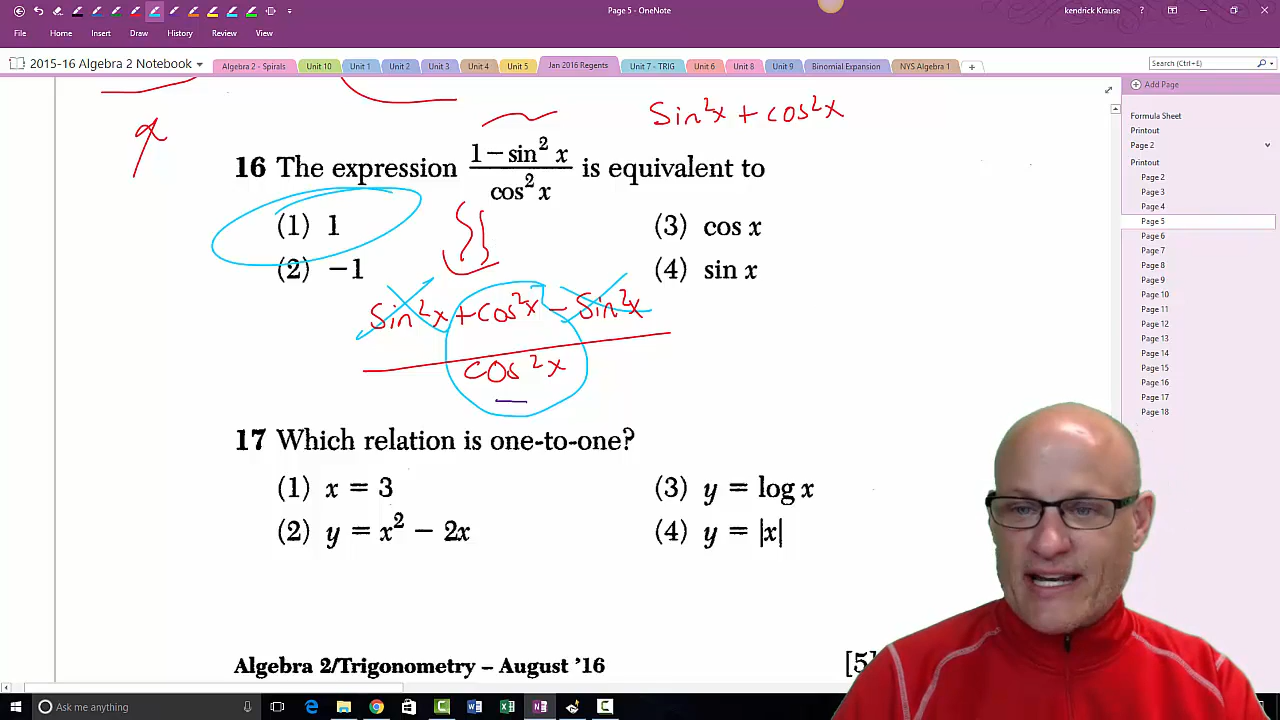 Page 5 - OneNote
kendrick Krause
?
File Home Insert Draw History Review View
2015-16 Algebra 2 Notebook
Algebra 2 - Spirals Unit 10 Unit 1 Unit 2 Unit 3 Unit 4 Unit 5 Jan 2016 Regents Unit 7 - TRIG Unit 6 Unit 8 Unit 9 Binomial Expansion NYS Algebra 1 +
Search (Ctrl+E)
Add Page
Formula Sheet
Printout
Page 2
Printout
Page 2
Page 3
Page 4
Page 5
Page 6
Page 7
Page 8
Page 9
Page 10
Page 11
Page 12
Page 13
Page 14
Page 15
Page 16
Page 17
Page 18
Sin²x + cos²x
16 The expression (1 − sin² x)/(cos² x) is equivalent to
(1) 1 (3) cos x
(2) −1 (4) sin x
Sin²x + cos²x − Sin²x
cos²x
17 Which relation is one-to-one?
(1) x = 3 (3) y = log x
(2) y = x² − 2x (4) y = |x|
Algebra 2/Trigonometry – August ’16 [5]
Ask me anything